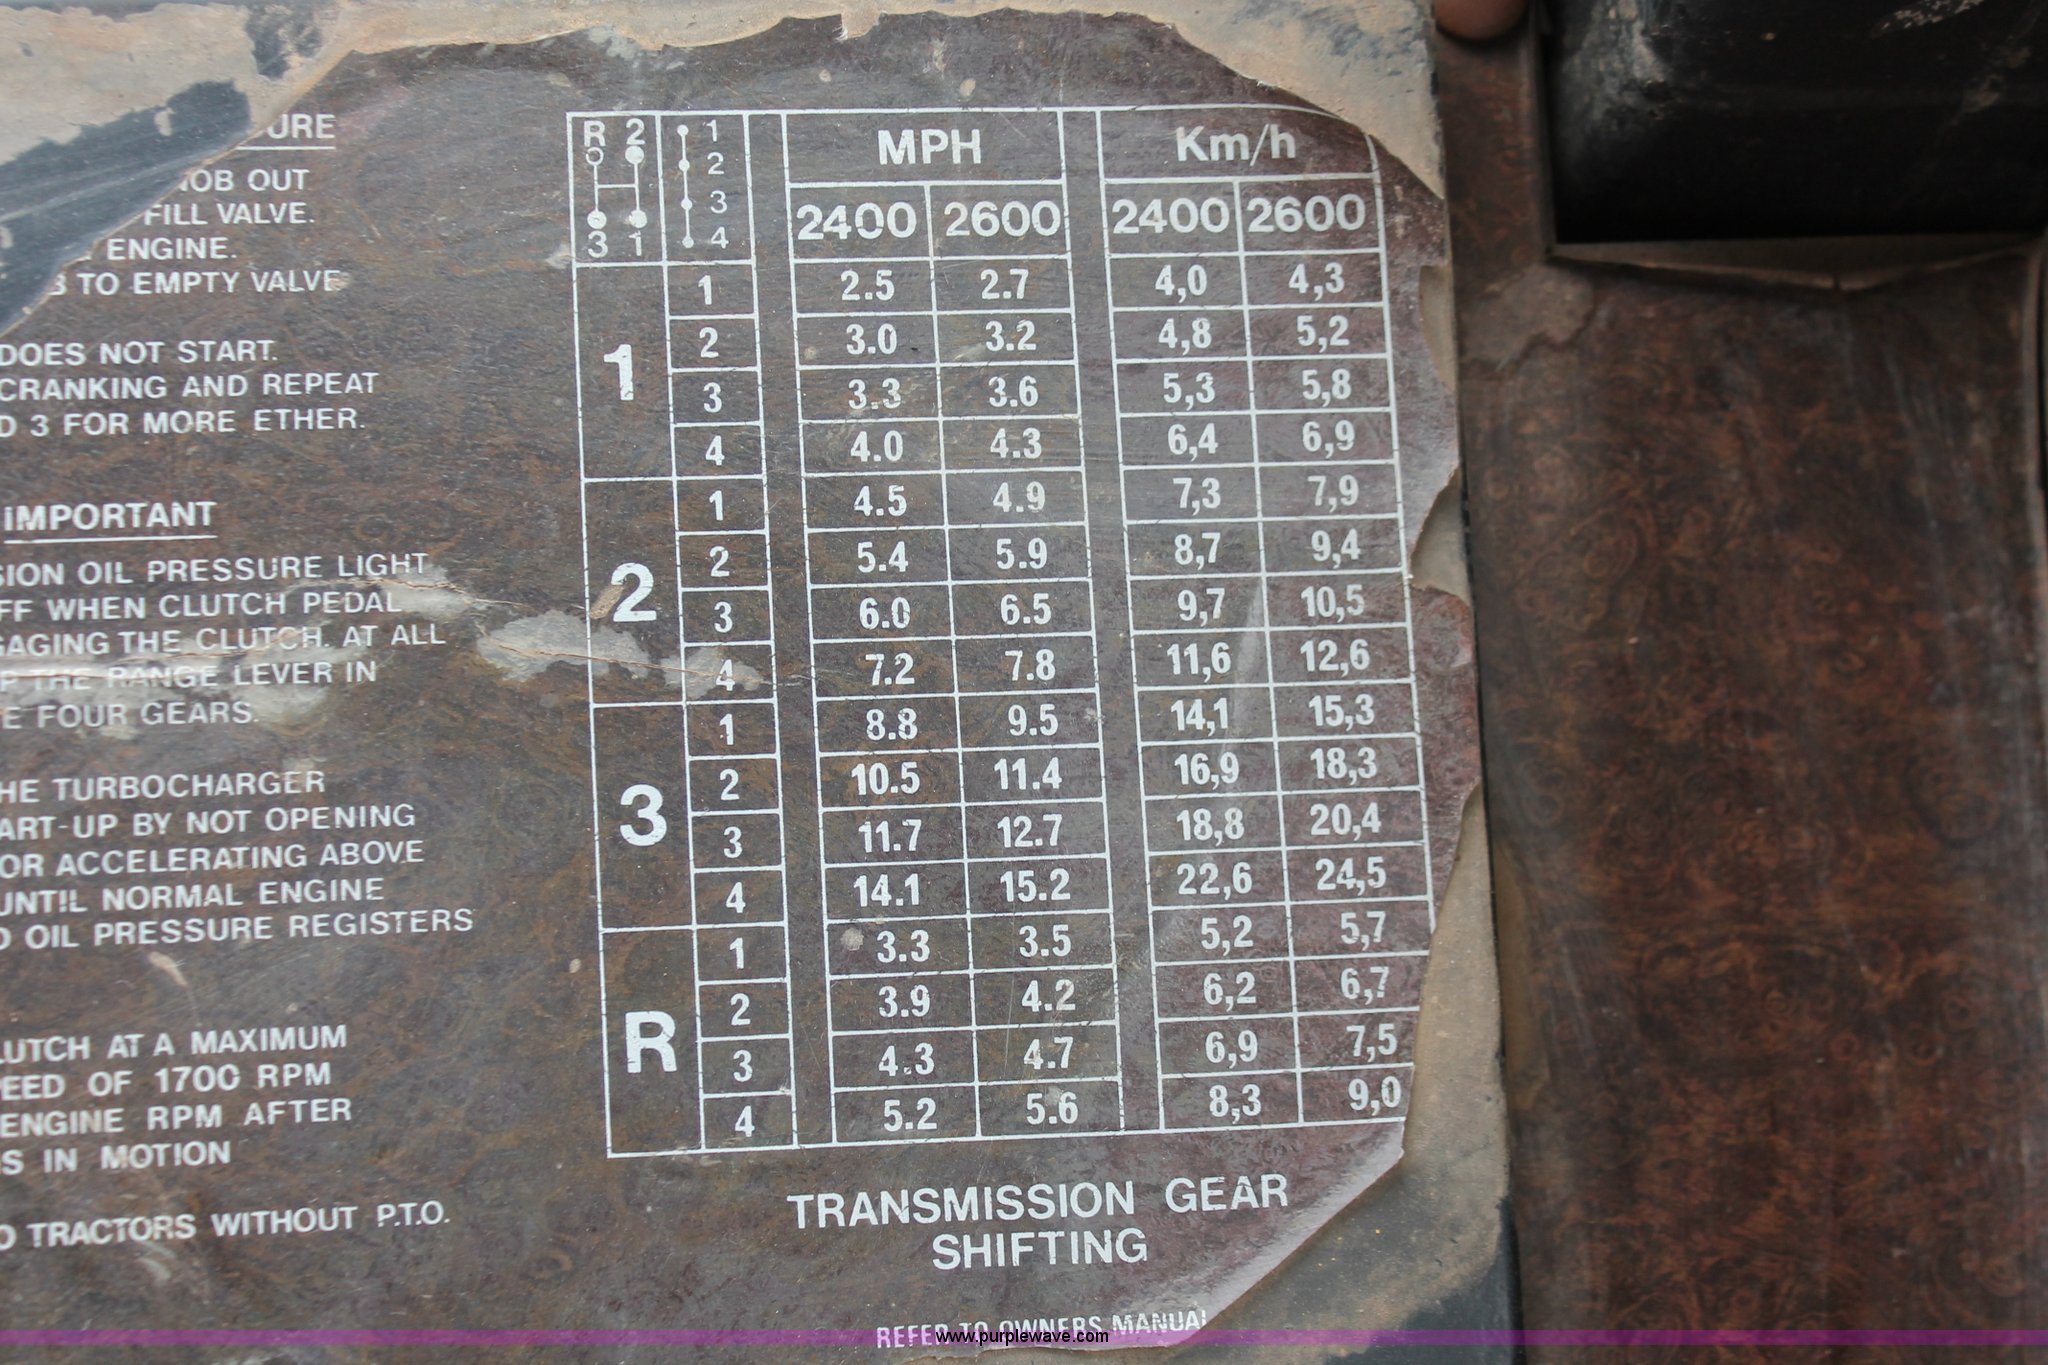 URE
OB OUT
FILL VALVE.
ENGINE.
TO EMPTY VALVE
DOES NOT START.
CRANKING AND REPEAT
D 3 FOR MORE ETHER.
IMPORTANT
SION OIL PRESSURE LIGHT
FF WHEN CLUTCH PEDAL
GAGING THE CLUTCH. AT ALL
P THE RANGE LEVER IN
E FOUR GEARS.
HE TURBOCHARGER
ART-UP BY NOT OPENING
OR ACCELERATING ABOVE
UNTIL NORMAL ENGINE
D OIL PRESSURE REGISTERS
LUTCH AT A MAXIMUM
PEED OF 1700 RPM
ENGINE RPM AFTER
S IN MOTION
O TRACTORS WITHOUT P.T.O.
R 2 1 MPH Km/h
2
3 2400 2600 2400 2600
3 1 4
1 1 2.5 2.7 4,0 4,3
2 3.0 3.2 4,8 5,2
3 3.3 3.6 5,3 5,8
4 4.0 4.3 6,4 6,9
2 1 4.5 4.9 7,3 7,9
2 5.4 5.9 8,7 9,4
3 6.0 6.5 9,7 10,5
4 7.2 7.8 11,6 12,6
3 1 8.8 9.5 14,1 15,3
2 10.5 11.4 16,9 18,3
3 11.7 12.7 18,8 20,4
4 14.1 15.2 22,6 24,5
R 1 3.3 3.5 5,2 5,7
2 3.9 4.2 6,2 6,7
3 4.3 4.7 6,9 7,5
4 5.2 5.6 8,3 9,0
TRANSMISSION GEAR
SHIFTING
REFER TO OWNERS MANUAL
www.purplewave.com